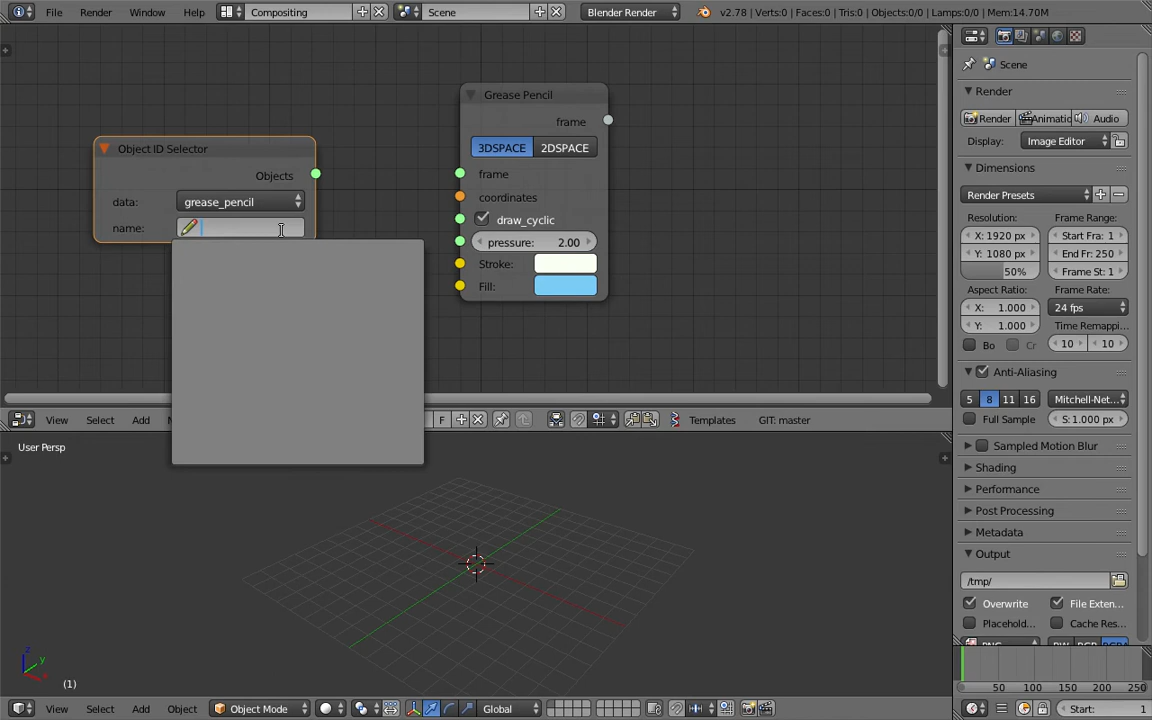 File Render Window Help Compositing Scene Blender Render v2.78 | Verts:0 | Faces:0 | Tris:0 | Objects:0/0 | Lamps:0/0 | Mem:14.70M
Object ID Selector
Objects
data: grease_pencil
name:
Grease Pencil
frame
3DSPACE 2DSPACE
frame
coordinates
draw_cyclic
pressure: 2.00
Stroke:
Fill:
View Select Add F Templates GIT: master
User Persp
(1)
View Select Add Object Object Mode Global
Scene
Render
Render Animatic Audio
Display: Image Editor
Dimensions
Render Presets
Resolution: Frame Range:
X: 1920 px Start Fra: 1
Y: 1080 px End Fr: 250
50% Frame St: 1
Aspect Ratio: Frame Rate:
X: 1.000 24 fps
Y: 1.000 Time Remappi...
Bo Cr 10 10
Anti-Aliasing
5 8 11 16 Mitchell-Net...
Full Sample S: 1.000 px
Sampled Motion Blur
Shading
Performance
Post Processing
Metadata
Output
/tmp/
Overwrite File Exten...
Placehold... Cache Res...
50 100 150 200 250
Start: 1